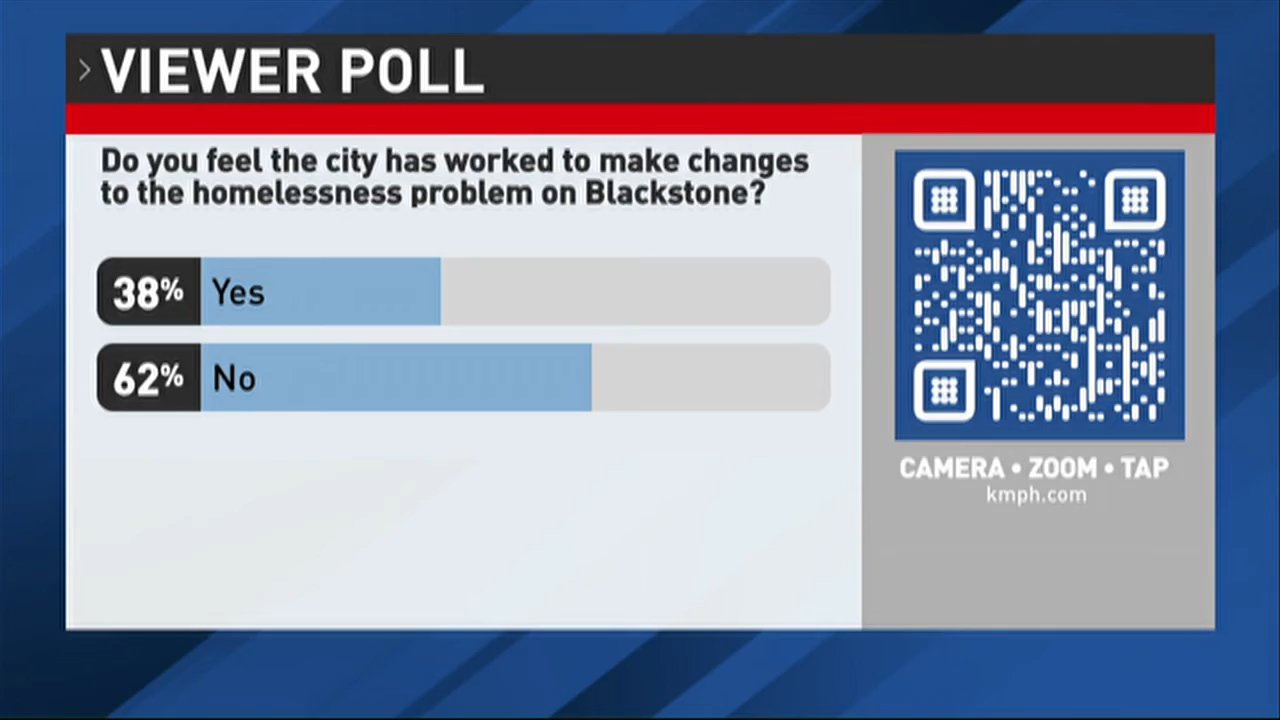 VIEWER POLL
Do you feel the city has worked to make changes
to the homelessness problem on Blackstone?
38% Yes
62% No
CAMERA • ZOOM • TAP
kmph.com